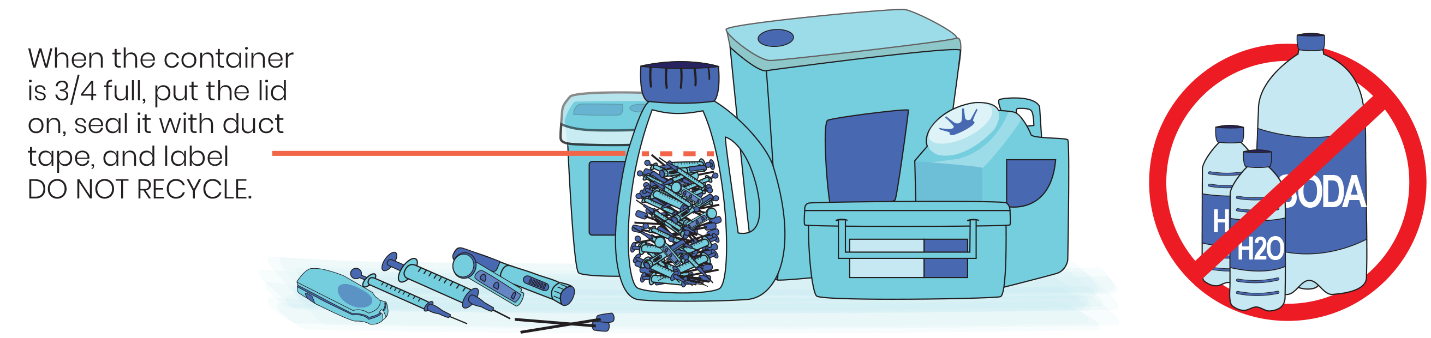 When the container
is 3/4 full, put the lid
on, seal it with duct
tape, and label
DO NOT RECYCLE.
SODA
H
H2O